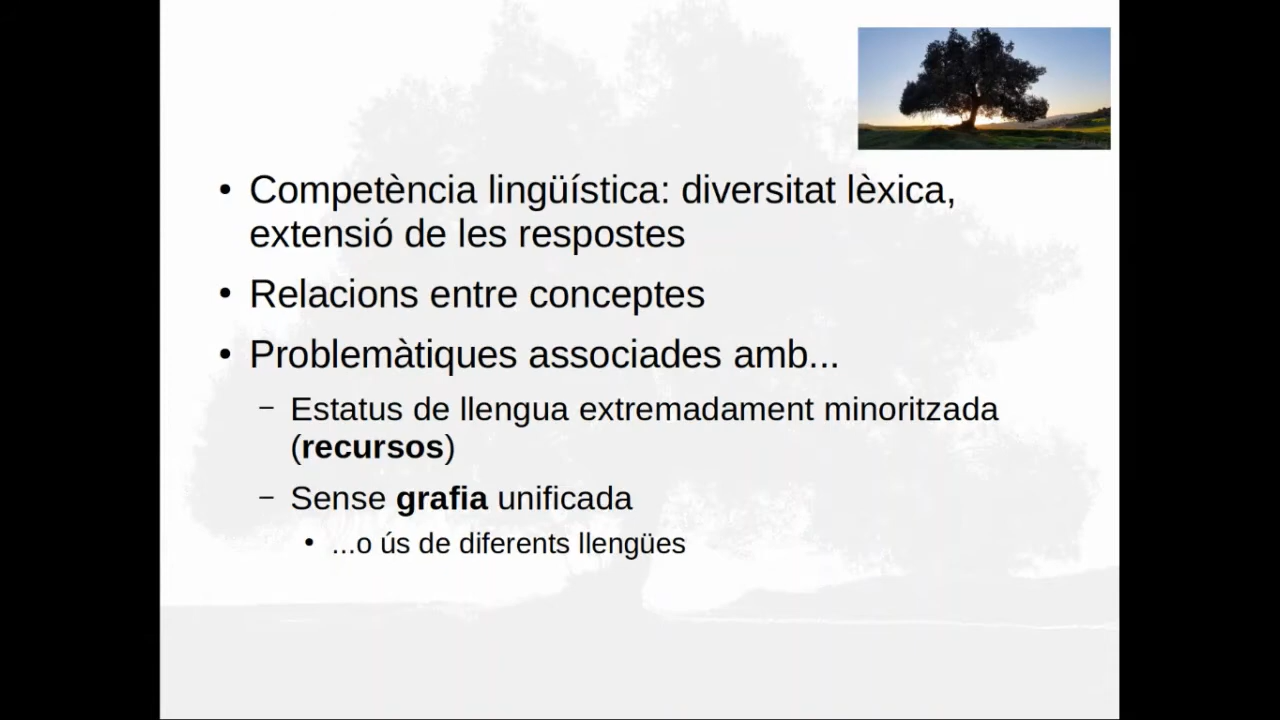 • Competència lingüística: diversitat lèxica,
extensió de les respostes
• Relacions entre conceptes
• Problemàtiques associades amb...
– Estatus de llengua extremadament minoritzada
(recursos)
– Sense grafia unificada
• ...o ús de diferents llengües